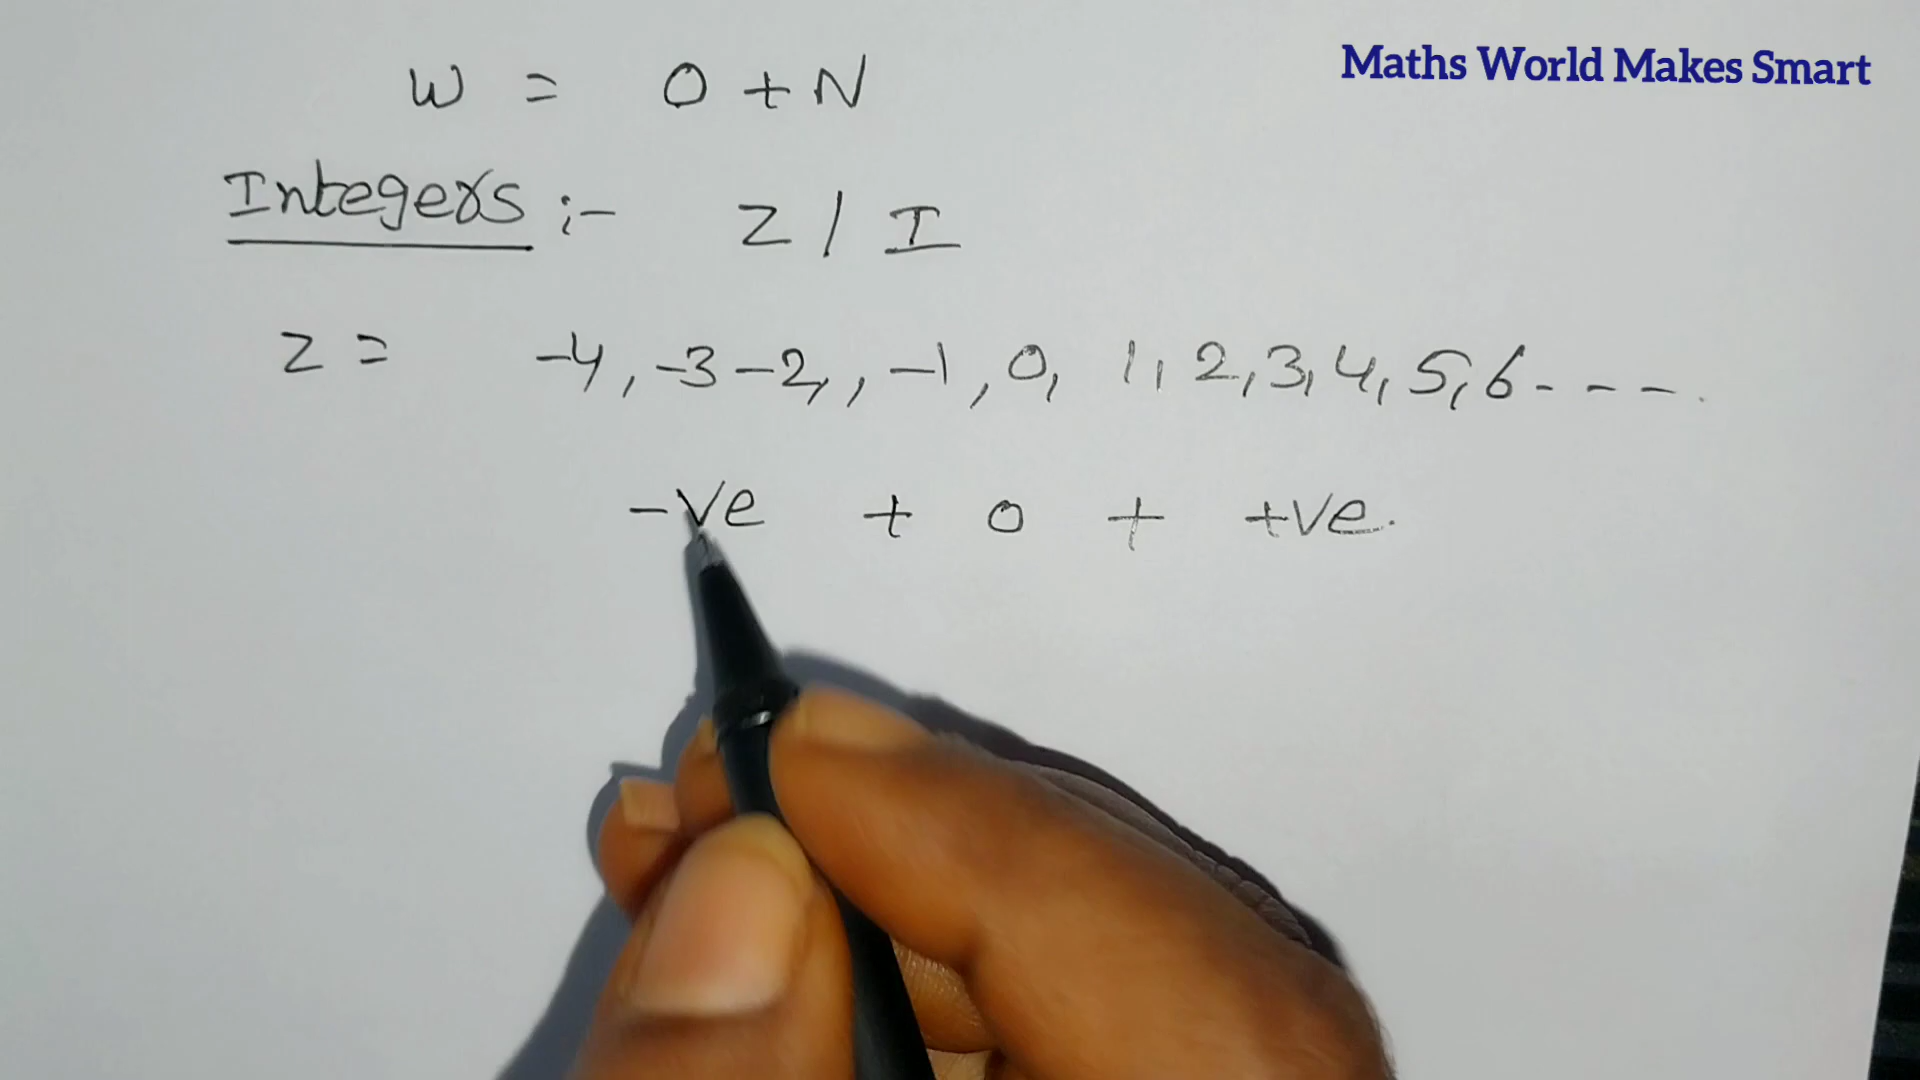 Maths World Makes Smart
W = 0 + N
Integers :- Z / I
Z = -4, -3 -2, , -1, 0, 1, 2, 3, 4, 5, 6 - - - .
-ve + 0 + +ve.